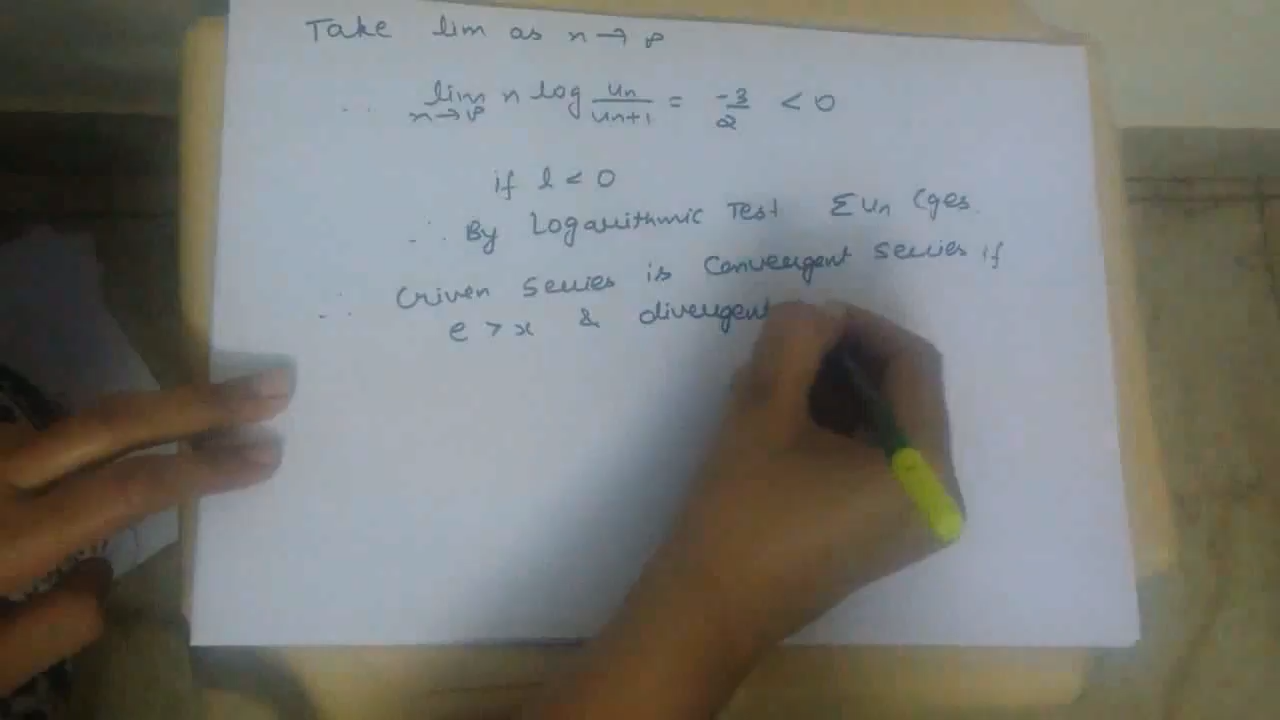 Take lim as n → ∞
∴ lim n→∞ n log un/un+1 = -3/2 < 0
if l < 0
∴ By Logarithmic Test Σun Cges.
∴ Given Series is Convergent Series if
e > x & divergent